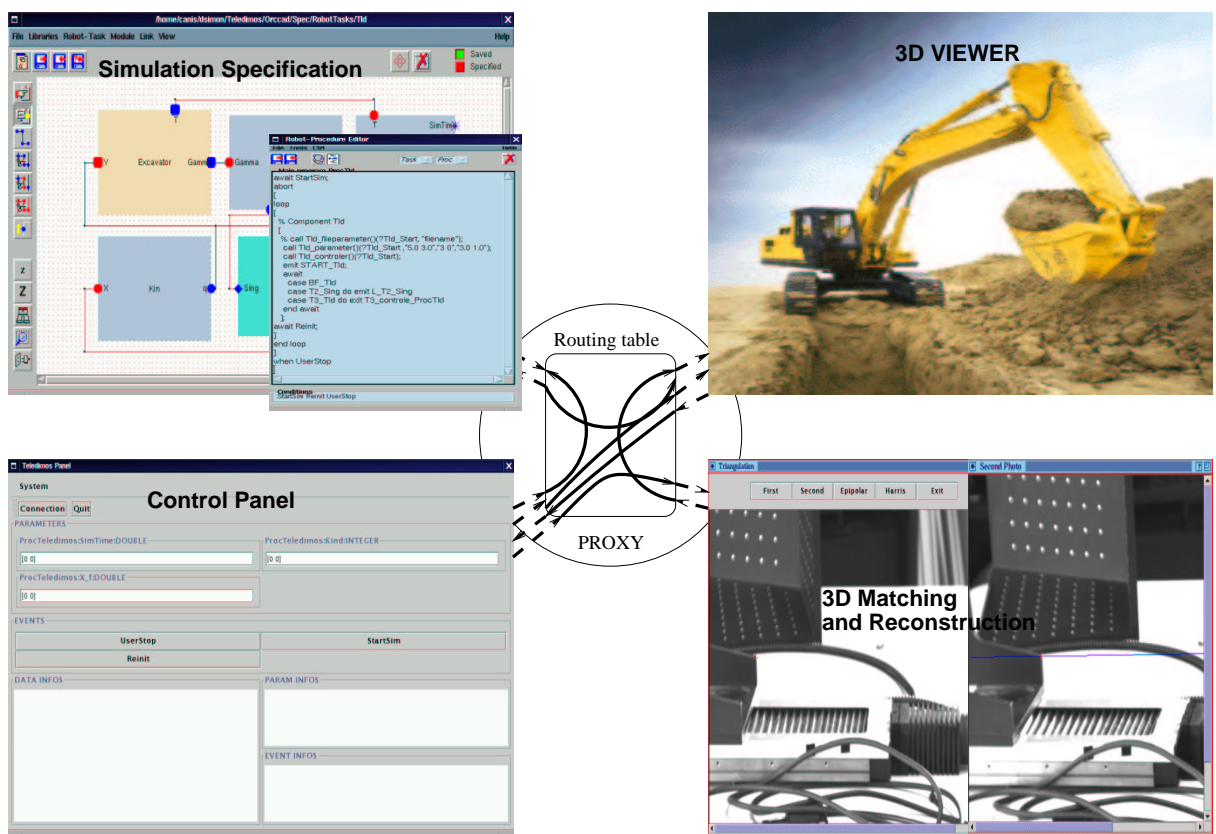 /home/canis/dsimon/Teledimos/Orccad/Spec/RobotTasks/Tld
File Libraries Robot-Task Module Link View Help
Simulation Specification
Saved
Specified
T
T
SimTime
Y Excavator Gamma
Gamma
X Kin q
Sing
z
Z
Robot-Procedure Editor
Task Proc
Main program ProcTld
await StartSim;
abort
[
loop
[
% Component Tld
[
% call Tld_fileparameter()(?Tld_Start, "filename");
call Tld_parameter()(?Tld_Start ,"5.0 3.0","3 0","3.0 1.0");
call Tld_controler()(?Tld_Start);
emit START_Tld;
await
case BF_Tld
case T2_Sing do emit L_T2_Sing
case T3_Tld do exit T3_controle_ProcTld
end await
];
await Reinit;
]
end loop
]
when UserStop
]
Conditions
StartSim Reinit UserStop
3D VIEWER
Routing table
PROXY
Teledimos Panel
System
Control Panel
Connection Quit
PARAMETERS
ProcTeledimos:SimTime:DOUBLE
[0 0]
ProcTeledimos:Kind:INTEGER
[0 0]
ProcTeledimos:X_f:DOUBLE
[0 0]
EVENTS
UserStop
StartSim
Reinit
DATA INFOS
PARAM INFOS
EVENT INFOS
Triangulation
Second Photo
First Second Epipolar Harris Exit
3D Matching
and Reconstruction